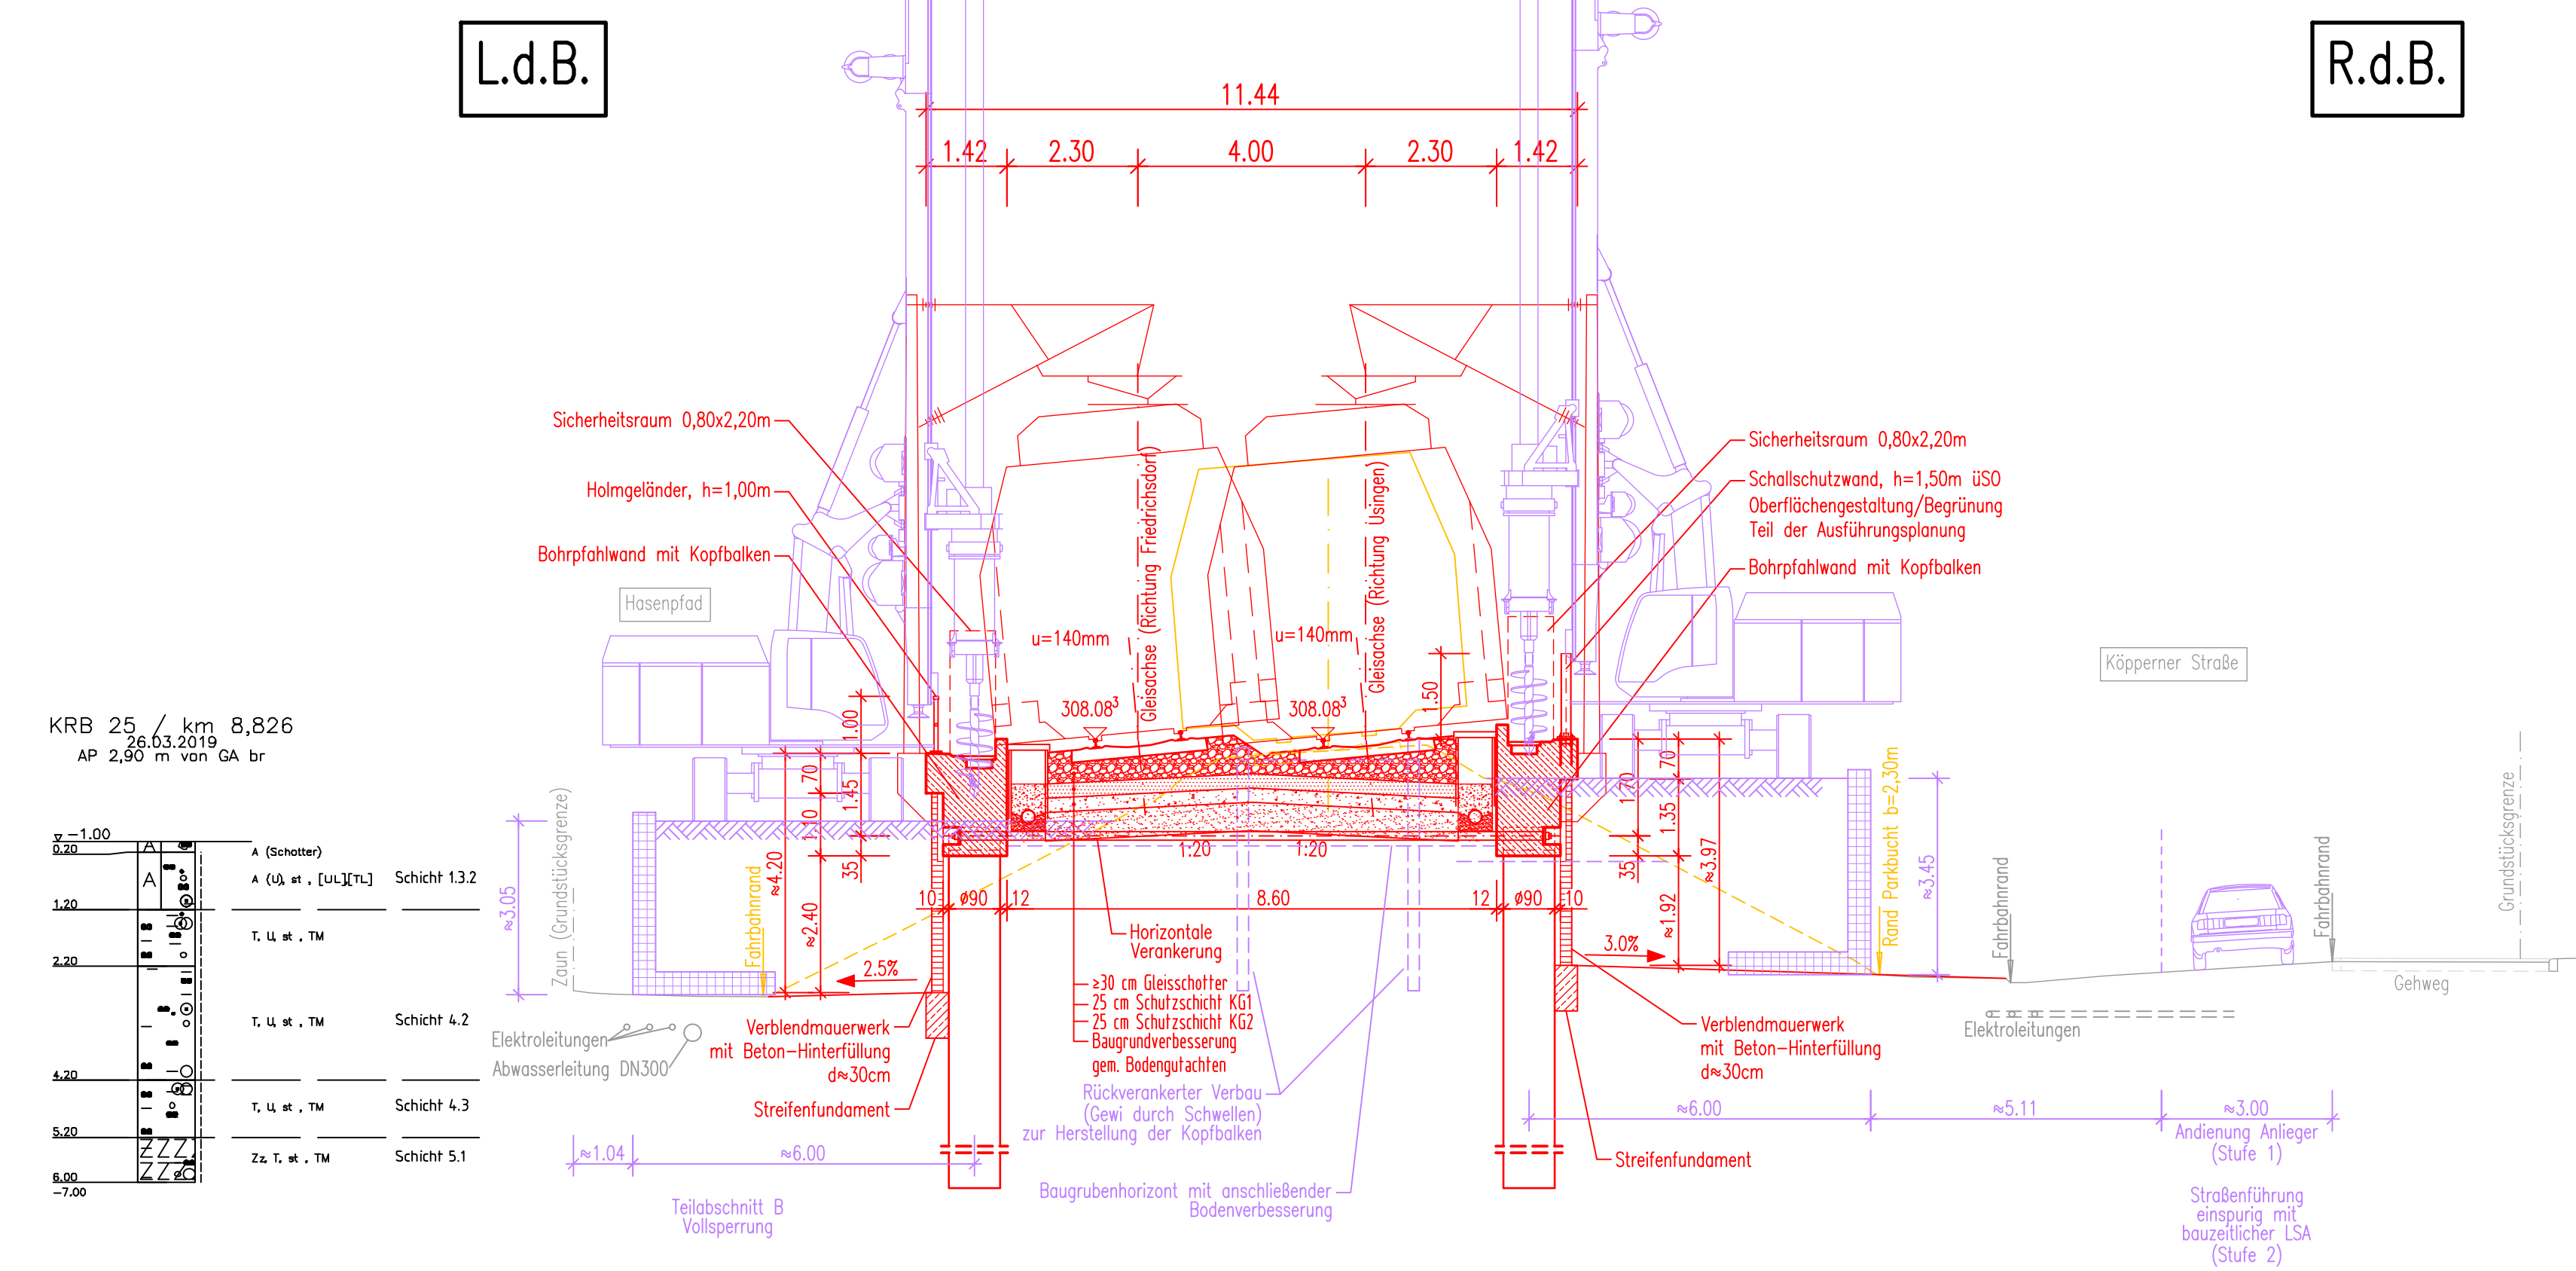 L.d.B.
R.d.B.
11.44
1.42
2.30
4.00
2.30
1.42
Sicherheitsraum 0,80x2,20m
Holmgeländer, h=1,00m
Bohrpfahlwand mit Kopfbalken
Hasenpfad
Sicherheitsraum 0,80x2,20m
Schallschutzwand, h=1,50m üSO
Oberflächengestaltung/Begrünung
Teil der Ausführungsplanung
Bohrpfahlwand mit Kopfbalken
Köpperner Straße
Gleisachse (Richtung Friedrichsdorf)
Gleisachse (Richtung Usingen)
u=140mm
u=140mm
308.08³
308.08³
1.50
1.00
70
1.45
1.10
35
≈4.20
≈2.40
70
1.70
1.35
35
≈3.97
≈1.92
≈3.05
≈3.45
KRB 25 / km 8,826
26.03.2019
AP 2,90 m von GA br
-1.00
0.20
A
A (Schotter)
A
A (U), st , [UL],[TL]
Schicht 1.3.2
1.20
T, U, st , TM
2.20
T, U, st , TM
Schicht 4.2
4.20
T, U, st , TM
Schicht 4.3
5.20
Zz, T, st , TM
Schicht 5.1
6.00
-7.00
Zaun (Grundstücksgrenze)
Fahrbahnrand
Rand Parkbucht b=2,30m
Fahrbahnrand
Fahrbahnrand
Grundstücksgrenze
1:20
1:20
10
ø90
12
8.60
12
ø90
10
2.5%
3.0%
Horizontale
Verankerung
≥30 cm Gleisschotter
25 cm Schutzschicht KG1
25 cm Schutzschicht KG2
Baugrundverbesserung
gem. Bodengutachten
Elektroleitungen
Abwasserleitung DN300
Verblendmauerwerk
mit Beton-Hinterfüllung
d≈30cm
Streifenfundament
Verblendmauerwerk
mit Beton-Hinterfüllung
d≈30cm
Streifenfundament
Elektroleitungen
Gehweg
Rückverankerter Verbau
(Gewi durch Schwellen)
zur Herstellung der Kopfbalken
Baugrubenhorizont mit anschließender
Bodenverbesserung
≈1.04
≈6.00
≈6.00
≈5.11
≈3.00
Teilabschnitt B
Vollsperrung
Andienung Anlieger
(Stufe 1)
Straßenführung
einspurig mit
bauzeitlicher LSA
(Stufe 2)